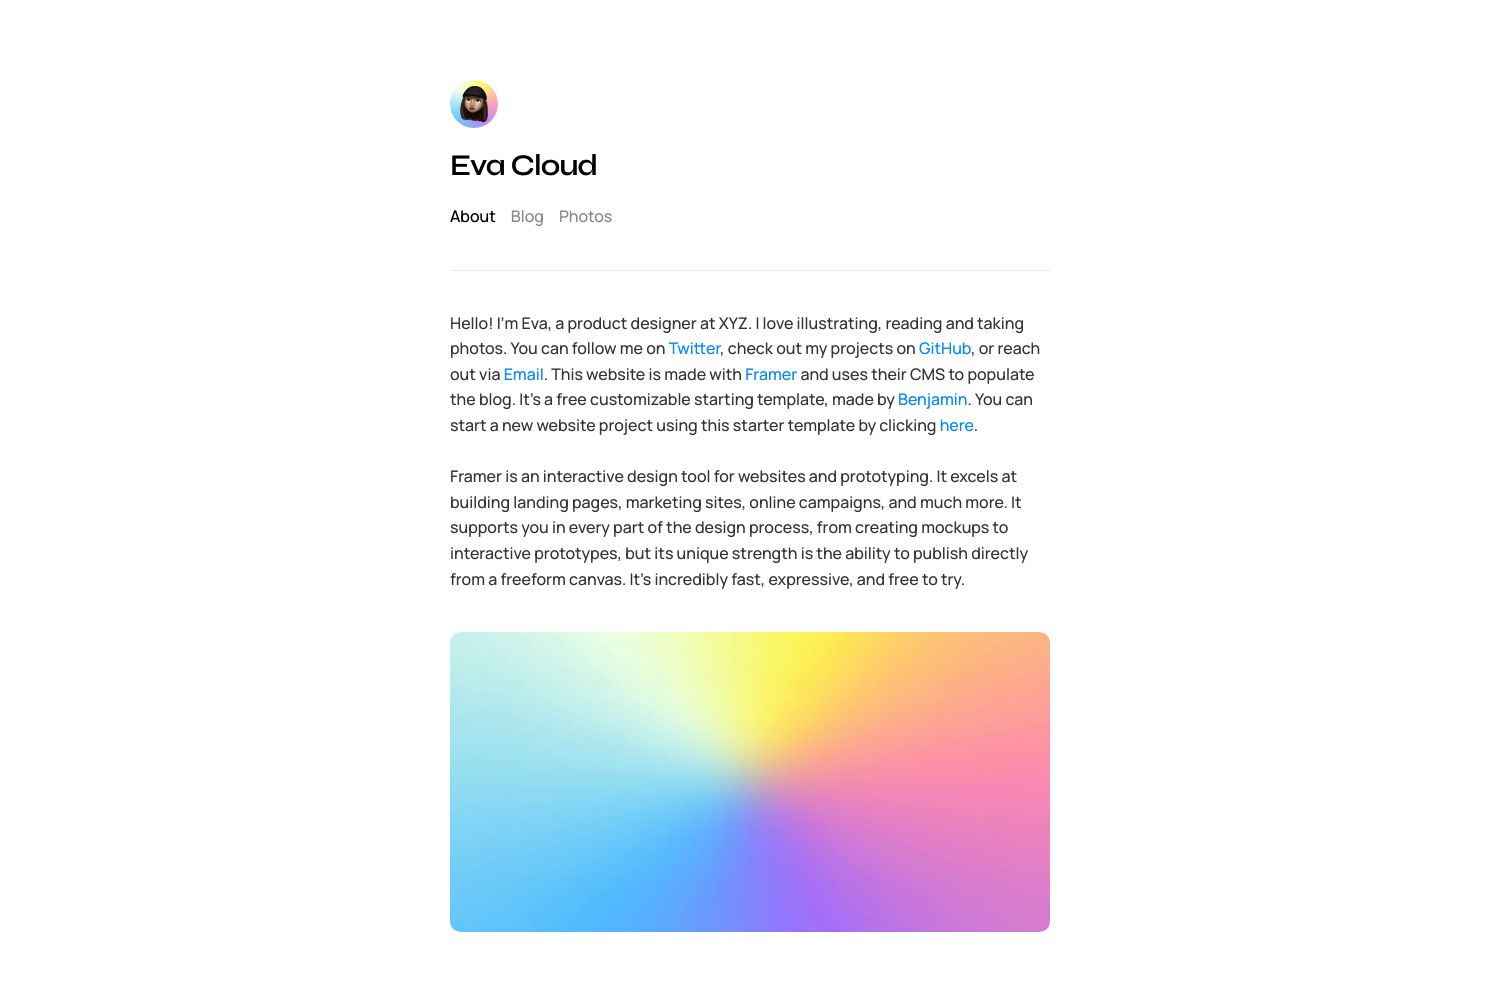 Eva Cloud
About Blog Photos
Hello! I’m Eva, a product designer at XYZ. I love illustrating, reading and taking
photos. You can follow me on Twitter, check out my projects on GitHub, or reach
out via Email. This website is made with Framer and uses their CMS to populate
the blog. It’s a free customizable starting template, made by Benjamin. You can
start a new website project using this starter template by clicking here.
Framer is an interactive design tool for websites and prototyping. It excels at
building landing pages, marketing sites, online campaigns, and much more. It
supports you in every part of the design process, from creating mockups to
interactive prototypes, but its unique strength is the ability to publish directly
from a freeform canvas. It’s incredibly fast, expressive, and free to try.